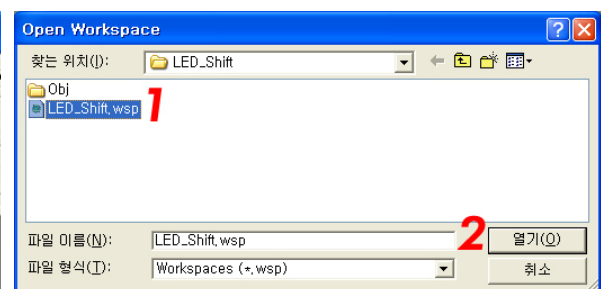 Open Workspace
찾는 위치(I): LED_Shift
Obj
LED_Shift.wsp 1
파일 이름(N): LED_Shift.wsp 2 열기(O)
파일 형식(T): Workspaces (*.wsp) 취소